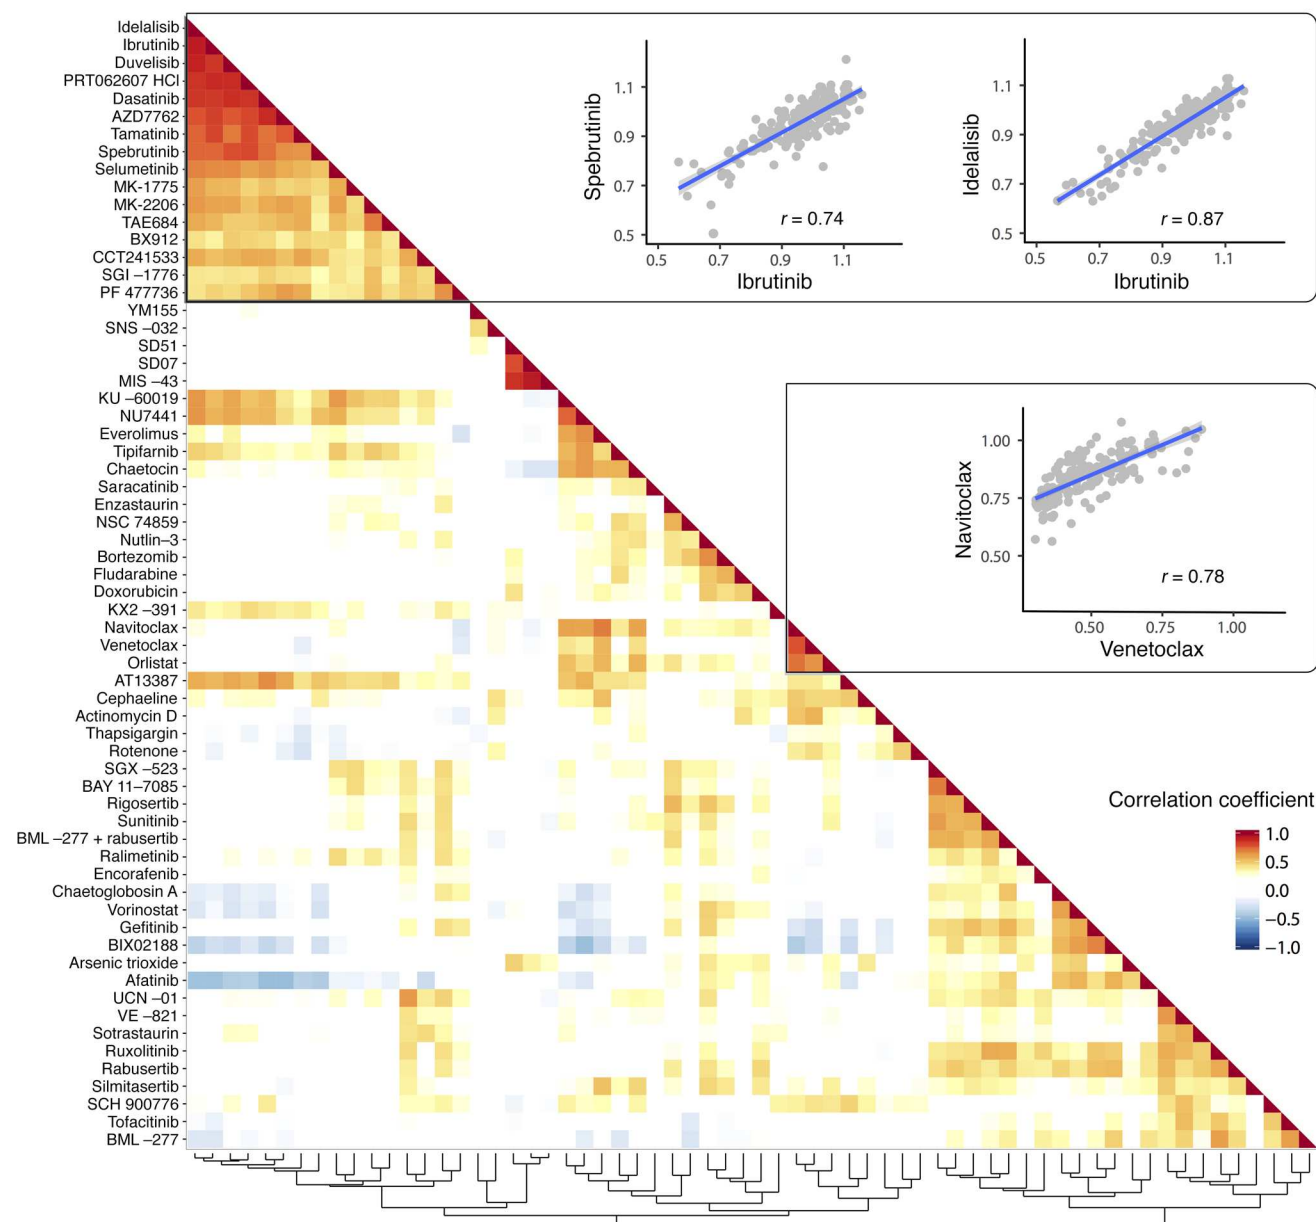 Idelalisib
Ibrutinib
Duvelisib
PRT062607 HCl
Dasatinib
AZD7762
Tamatinib
Spebrutinib
Selumetinib
MK-1775
MK-2206
TAE684
BX912
CCT241533
SGI –1776
PF 477736
YM155
SNS –032
SD51
SD07
MIS –43
KU –60019
NU7441
Everolimus
Tipifarnib
Chaetocin
Saracatinib
Enzastaurin
NSC 74859
Nutlin–3
Bortezomib
Fludarabine
Doxorubicin
KX2 –391
Navitoclax
Venetoclax
Orlistat
AT13387
Cephaeline
Actinomycin D
Thapsigargin
Rotenone
SGX –523
BAY 11–7085
Rigosertib
Sunitinib
BML –277 + rabusertib
Ralimetinib
Encorafenib
Chaetoglobosin A
Vorinostat
Gefitinib
BIX02188
Arsenic trioxide
Afatinib
UCN –01
VE –821
Sotrastaurin
Ruxolitinib
Rabusertib
Silmitasertib
SCH 900776
Tofacitinib
BML –277
Spebrutinib
1.1
0.9
0.7
0.5
r = 0.74
0.5 0.7 0.9 1.1
Ibrutinib
Idelalisib
1.1
0.9
0.7
0.5
r = 0.87
0.5 0.7 0.9 1.1
Ibrutinib
Navitoclax
1.00
0.75
0.50
r = 0.78
0.50 0.75 1.00
Venetoclax
Correlation coefficient
1.0
0.5
0.0
−0.5
−1.0